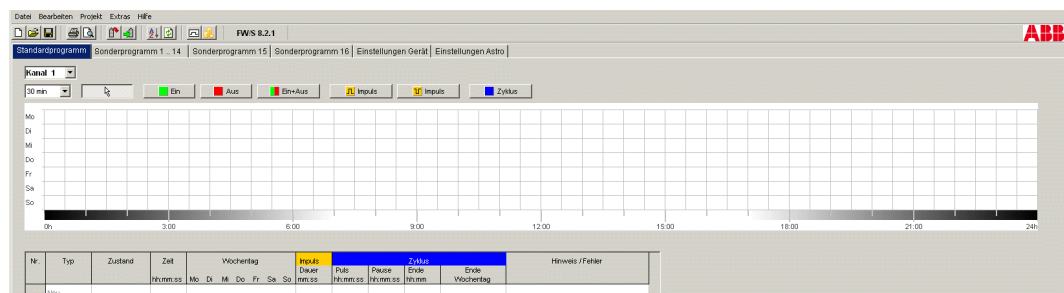 Datei Bearbeiten Projekt Extras Hilfe
FW/S 8.2.1
ABB
Standardprogramm Sonderprogramm 1 .. 14 Sonderprogramm 15 Sonderprogramm 16 Einstellungen Gerät Einstellungen Astro
Kanal 1
30 min Ein Aus Ein+Aus Impuls Impuls Zyklus
Mo
Di
Mi
Do
Fr
Sa
So
0h 3:00 6:00 9:00 12:00 15:00 18:00 21:00 24h
Nr. Typ Zustand Zeit Wochentag Impuls Zyklus Hinweis / Fehler
Dauer Puls Pause Ende Ende
hh:mm:ss Mo Di Mi Do Fr Sa So mm:ss hh:mm:ss hh:mm:ss hh:mm Wochentag